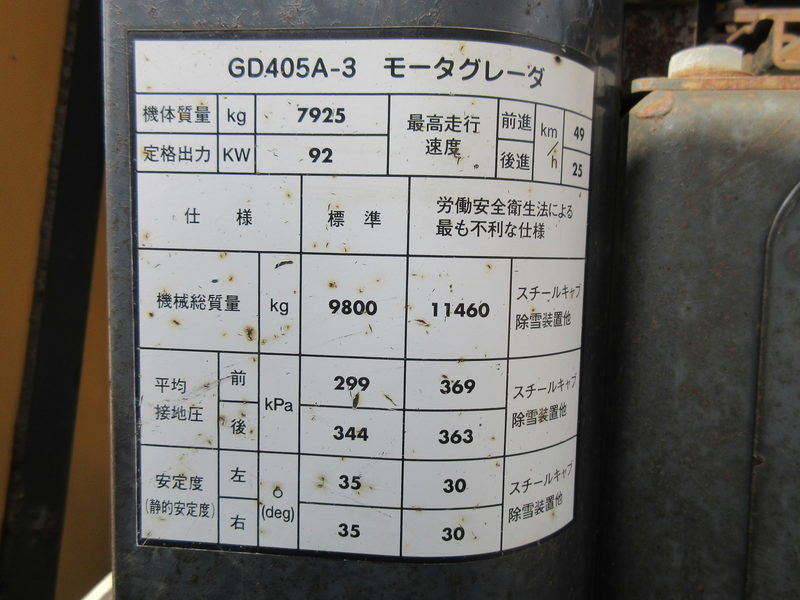 GD405A-3 モータグレーダ
機体質量 kg 7925 最高走行速度 前進 km/h 49
定格出力 KW 92 後進 25
仕様 標準 労働安全衛生法による
最も不利な仕様
機械総質量 kg 9800 11460 スチールキャブ
除雪装置他
平均 前 kPa 299 369 スチールキャブ
接地圧 後 344 363 除雪装置他
安定度 左 ° 35 30 スチールキャブ
(静的安定度) 右 (deg) 35 30 除雪装置他